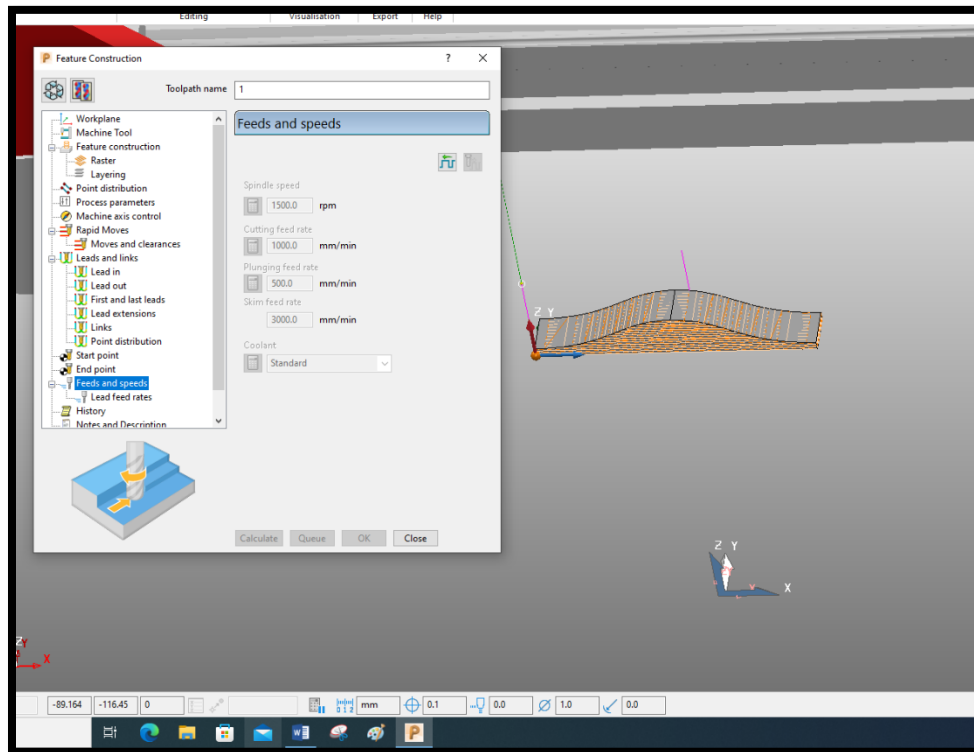 Editing Visualisation Export Help
Feature Construction ? ×
Toolpath name 1
Workplane
Machine Tool
Feature construction
Raster
Layering
Point distribution
Process parameters
Machine axis control
Rapid Moves
Moves and clearances
Leads and links
Lead in
Lead out
First and last leads
Lead extensions
Links
Point distribution
Start point
End point
Feeds and speeds
Lead feed rates
History
Notes and Description
Feeds and speeds
Spindle speed
1500.0 rpm
Cutting feed rate
1000.0 mm/min
Plunging feed rate
500.0 mm/min
Skim feed rate
3000.0 mm/min
Coolant
Standard
Calculate Queue OK Close
Z Y
Z Y
X
Z Y
X
-89.164 -116.45 0 mm 0.1 0.0 1.0 0.0